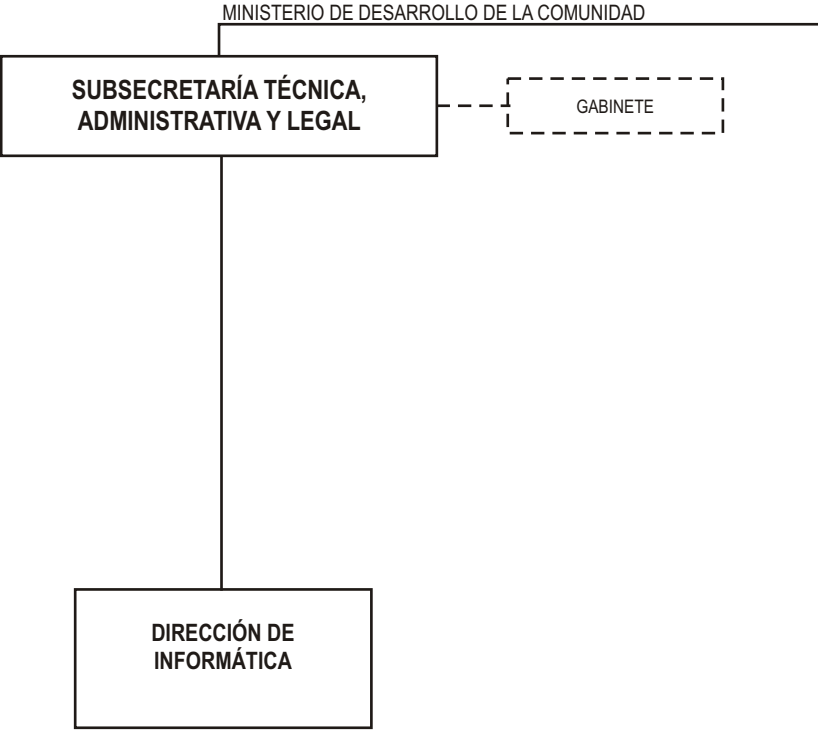 MINISTERIO DE DESARROLLO DE LA COMUNIDAD
SUBSECRETARÍA TÉCNICA,
ADMINISTRATIVA Y LEGAL
GABINETE
DIRECCIÓN DE
INFORMÁTICA